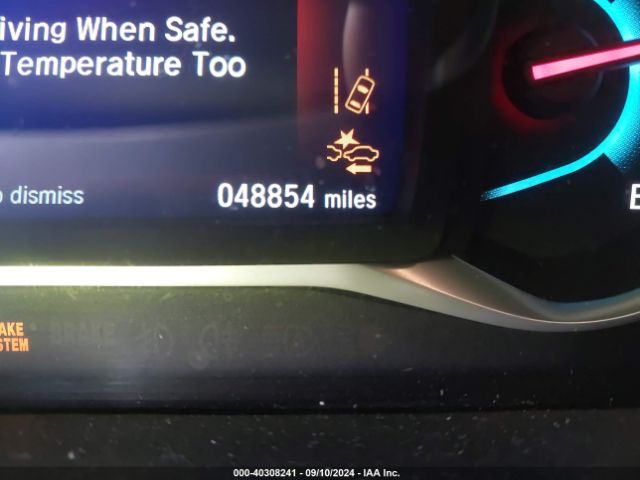 iving When Safe.
Temperature Too
o dismiss
048854 miles
E
AKE
STEM
BRAKE
000-40308241 - 09/10/2024 - IAA Inc.